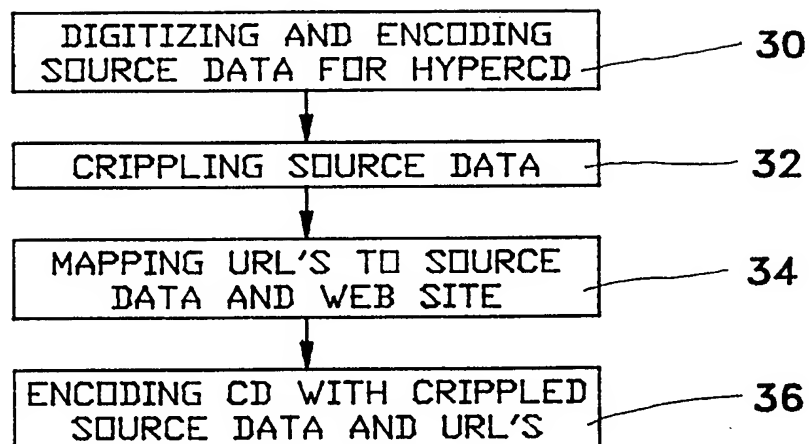 DIGITIZING AND ENCODING
SOURCE DATA FOR HYPERCD
30
CRIPPLING SOURCE DATA
32
MAPPING URL'S TO SOURCE
DATA AND WEB SITE
34
ENCODING CD WITH CRIPPLED
SOURCE DATA AND URL'S
36